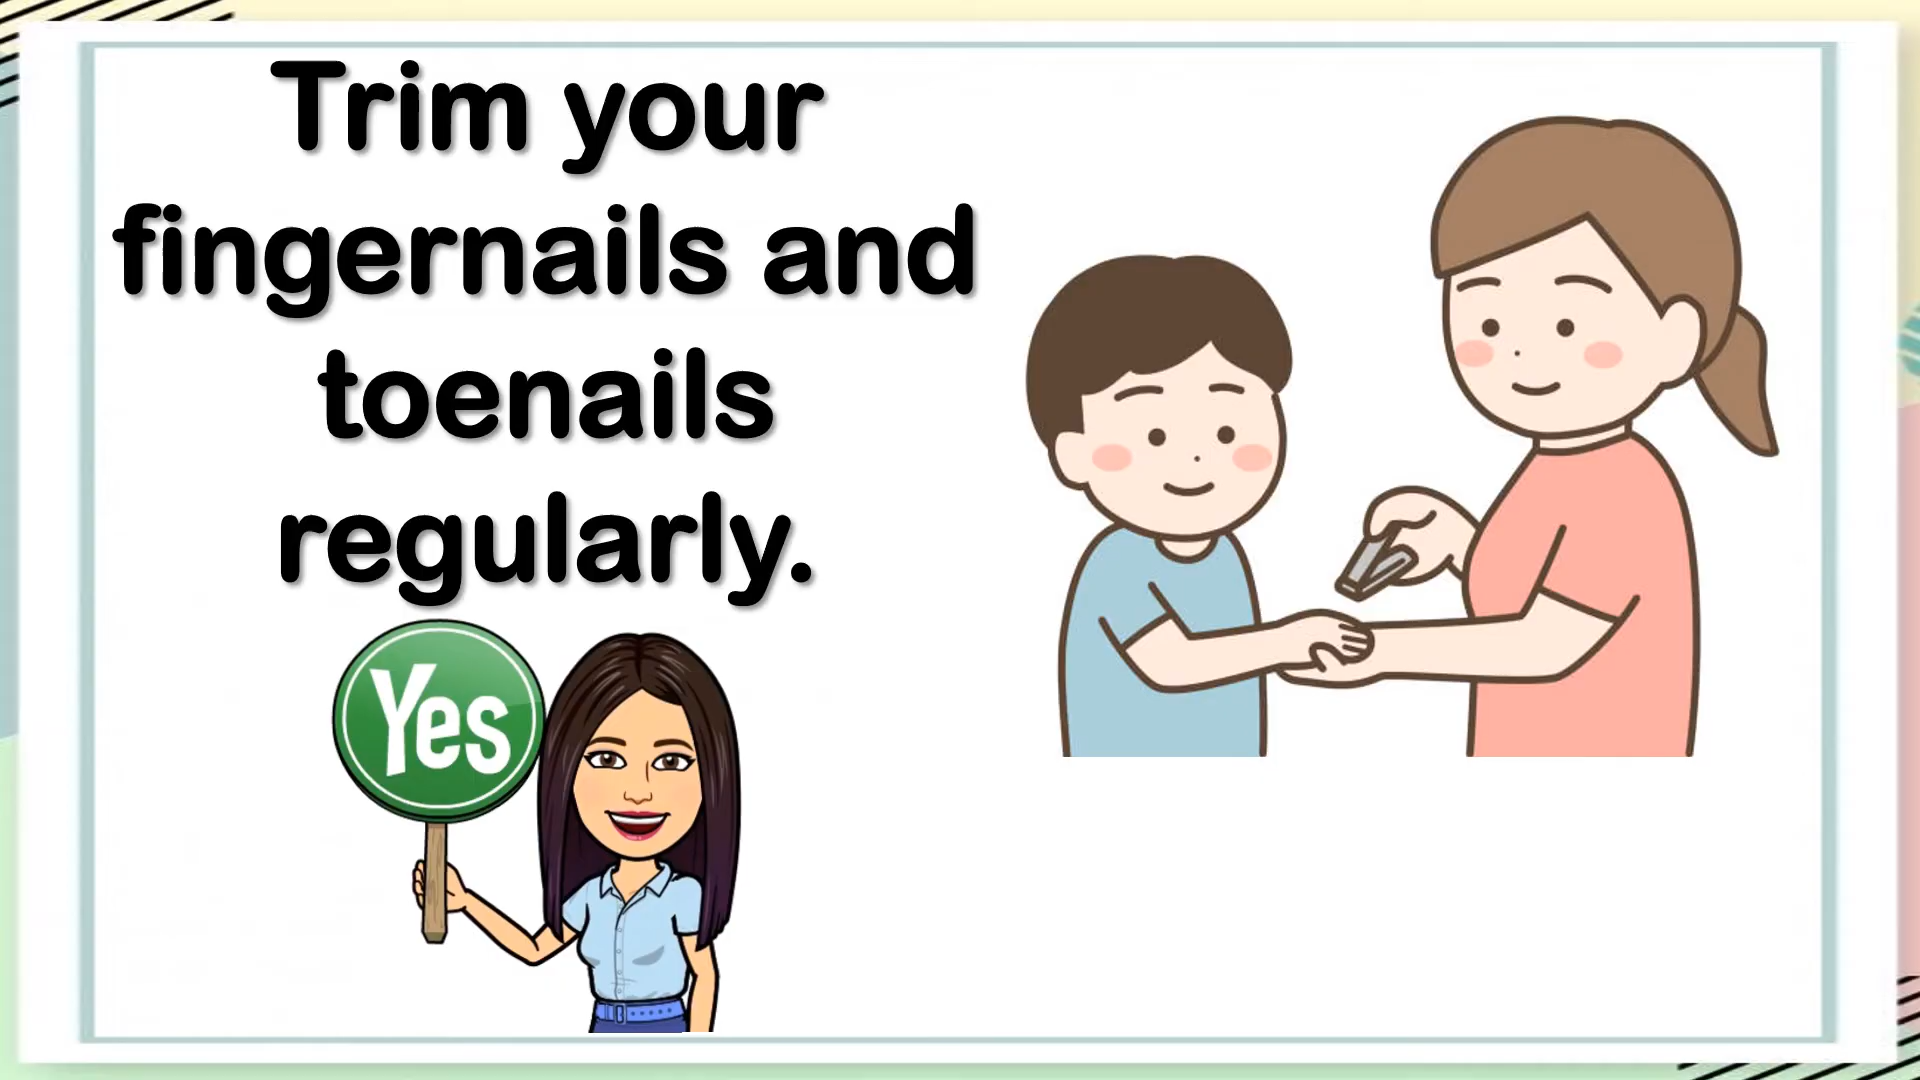 Trim your
fingernails and
toenails
regularly.
Yes